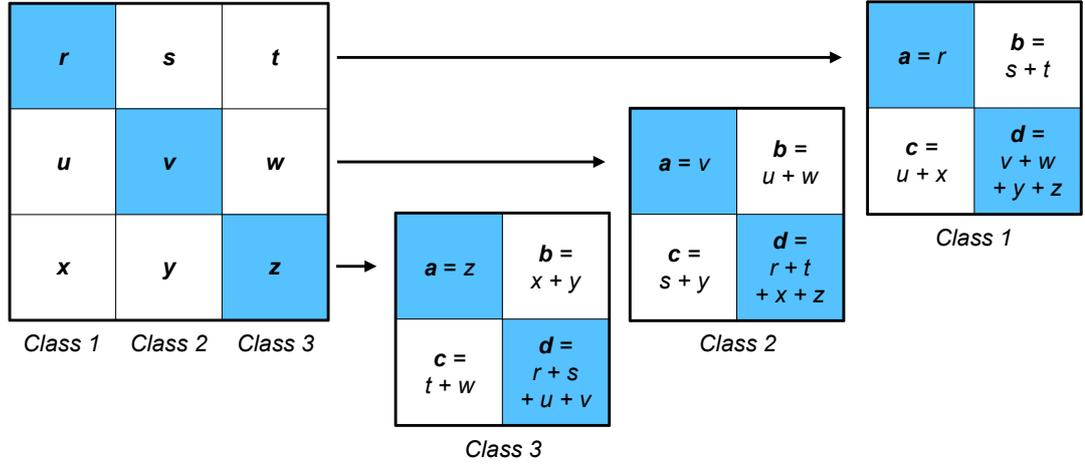 r s t
u v w
x y z
Class 1 Class 2 Class 3
a = z
b =
x + y
c =
t + w
d =
r + s
+ u + v
Class 3
a = v
b =
u + w
c =
s + y
d =
r + t
+ x + z
Class 2
a = r
b =
s + t
c =
u + x
d =
v + w
+ y + z
Class 1